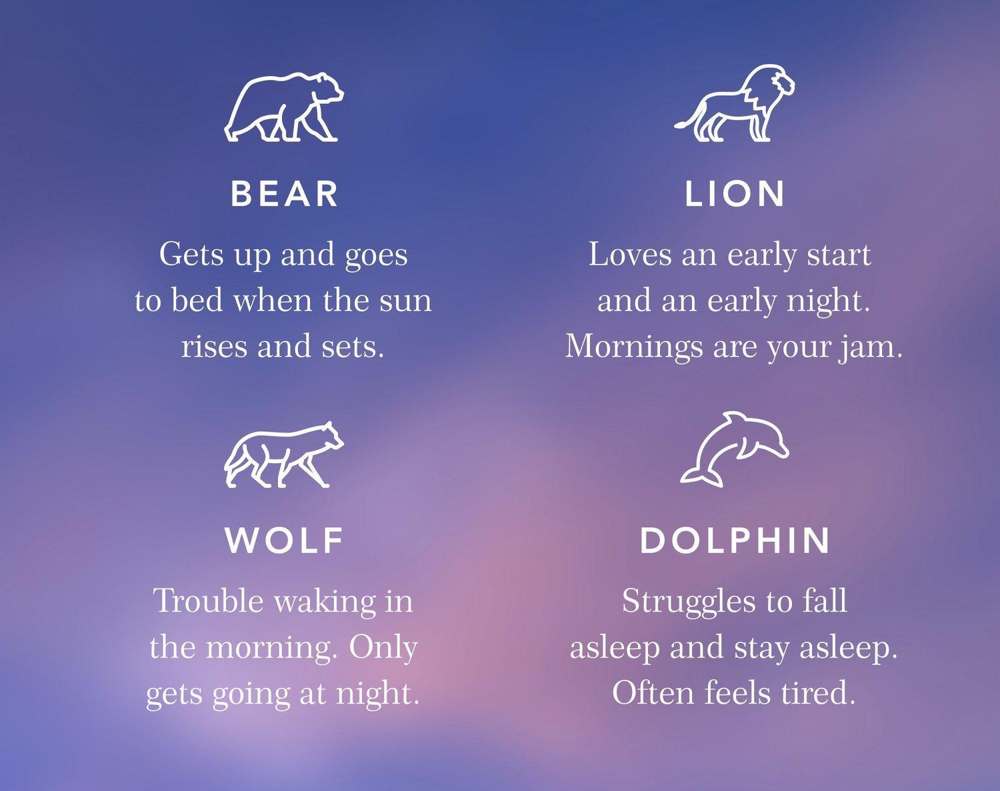 BEAR
Gets up and goes
to bed when the sun
rises and sets.
LION
Loves an early start
and an early night.
Mornings are your jam.
WOLF
Trouble waking in
the morning. Only
gets going at night.
DOLPHIN
Struggles to fall
asleep and stay asleep.
Often feels tired.